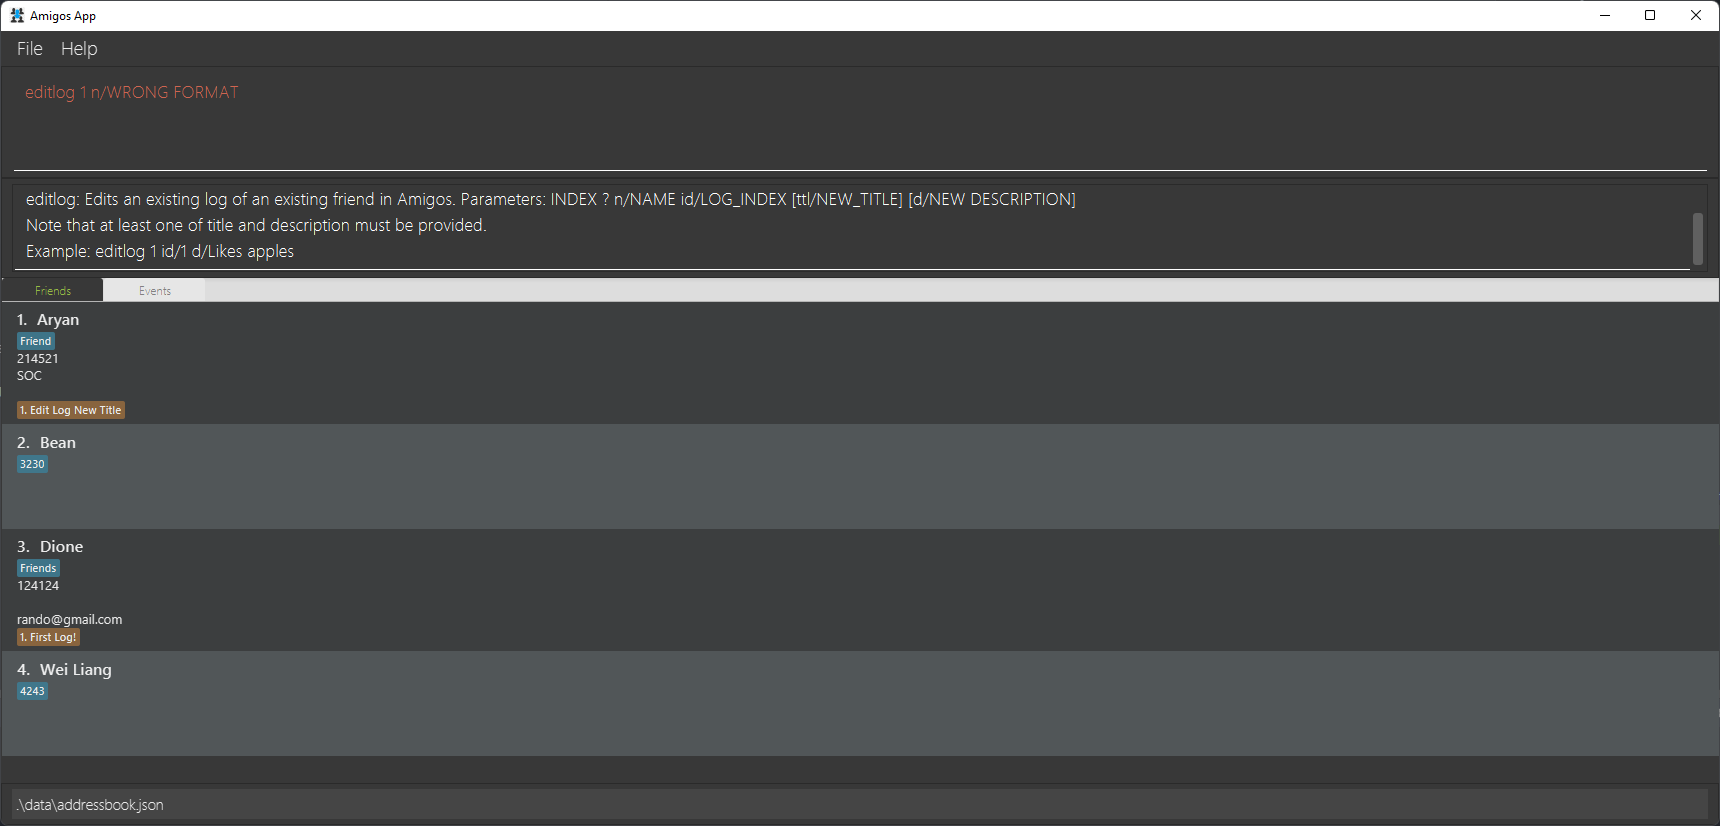 Amigos App
File Help
editlog 1 n/WRONG FORMAT
editlog: Edits an existing log of an existing friend in Amigos. Parameters: INDEX ? n/NAME id/LOG_INDEX [ttl/NEW_TITLE] [d/NEW DESCRIPTION]
Note that at least one of title and description must be provided.
Example: editlog 1 id/1 d/Likes apples
Friends Events
1. Aryan
Friend
214521
SOC
1. Edit Log New Title
2. Bean
3230
3. Dione
Friends
124124
rando@gmail.com
1. First Log!
4. Wei Liang
4243
.\data\addressbook.json